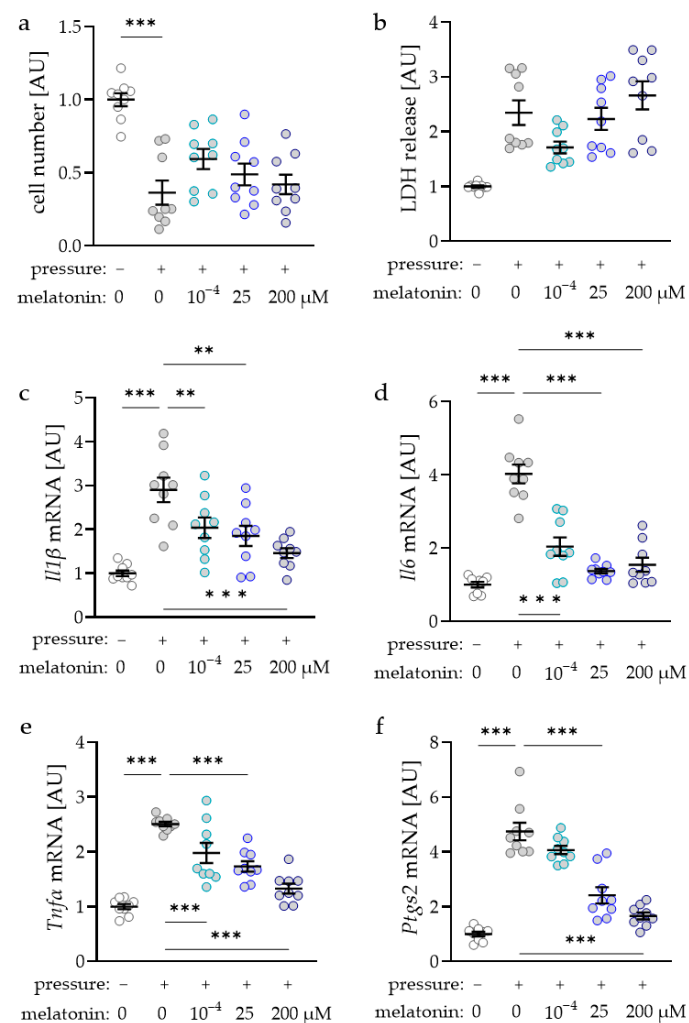 a
***
cell number [AU]
1.5
1.0
0.5
0.0
pressure: – + + + +
melatonin: 0 0 10⁻⁴ 25 200 µM
b
LDH release [AU]
4
3
2
1
0
pressure: – + + + +
melatonin: 0 0 10⁻⁴ 25 200 µM
c
**
*** **
Il1β mRNA [AU]
5
4
3
2
1
0
***
pressure: – + + + +
melatonin: 0 0 10⁻⁴ 25 200 µM
d
***
*** ***
Il6 mRNA [AU]
6
4
2
0
***
pressure: – + + + +
melatonin: 0 0 10⁻⁴ 25 200 µM
e
*** ***
Tnfα mRNA [AU]
4
3
2
1
0
***
***
pressure: – + + + +
melatonin: 0 0 10⁻⁴ 25 200 µM
f
*** ***
Ptgs2 mRNA [AU]
8
6
4
2
0
***
pressure: – + + + +
melatonin: 0 0 10⁻⁴ 25 200 µM